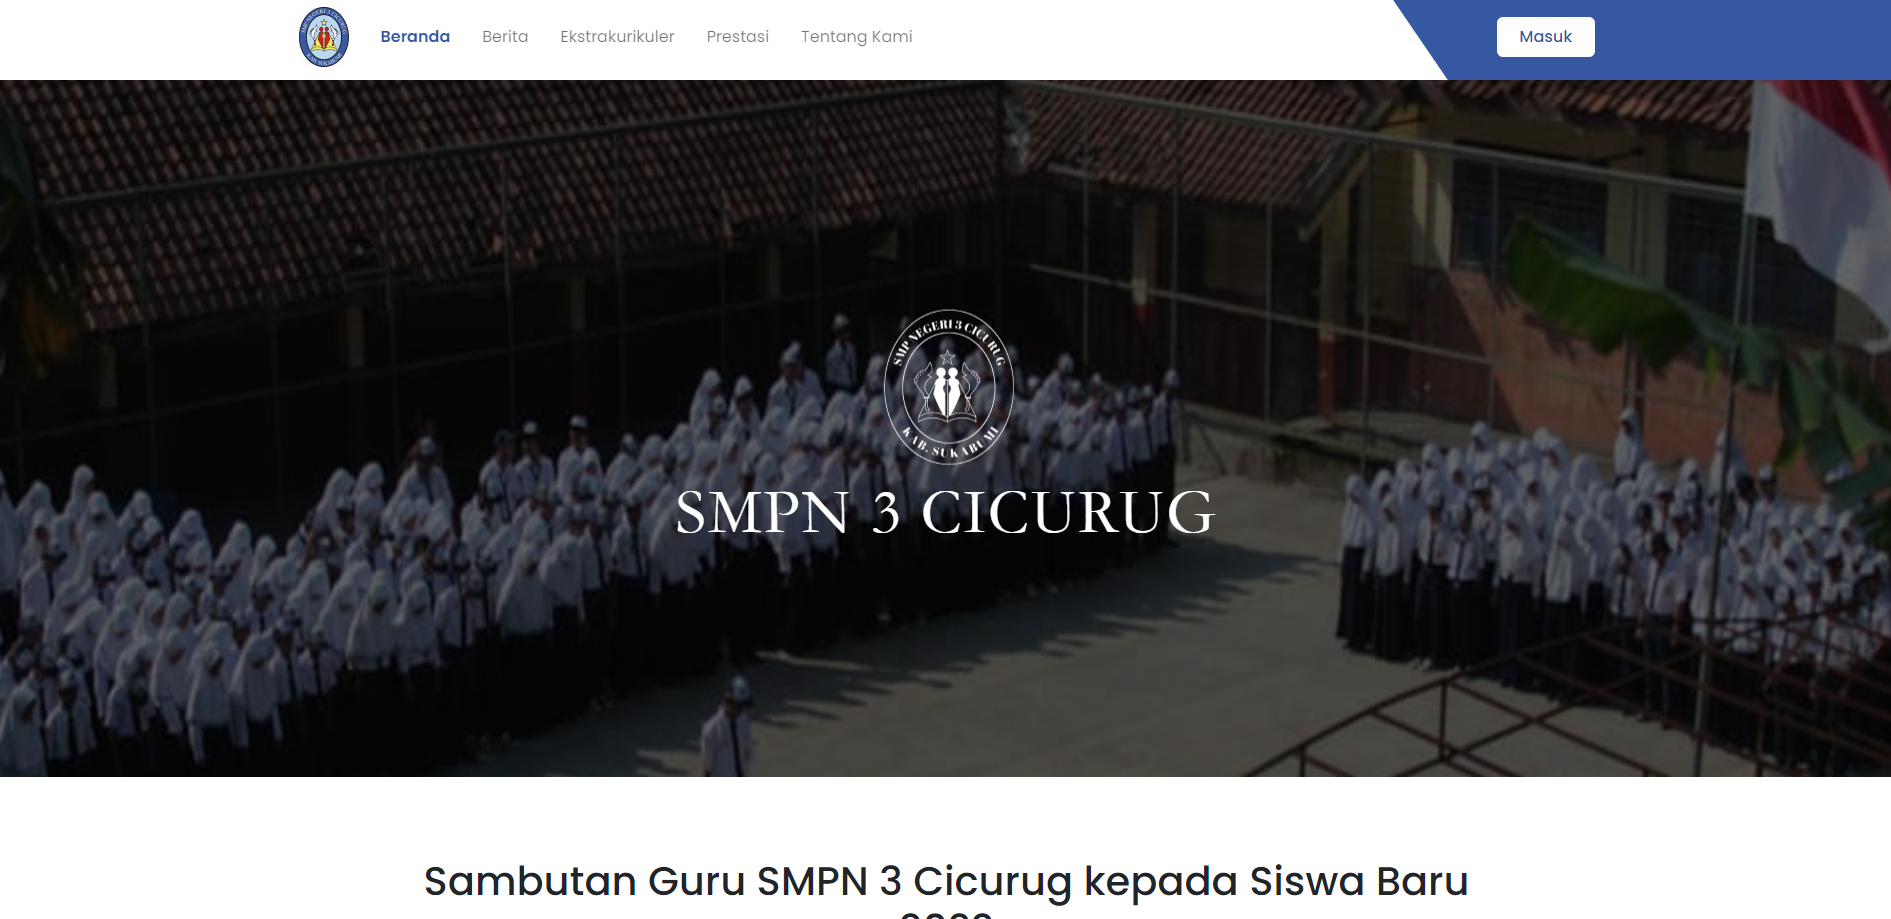 Beranda
Berita
Ekstrakurikuler
Prestasi
Tentang Kami
Masuk
SMP NEGERI 3 CICURUG
KAB. SUKABUMI
SMPN 3 CICURUG
Sambutan Guru SMPN 3 Cicurug kepada Siswa Baru